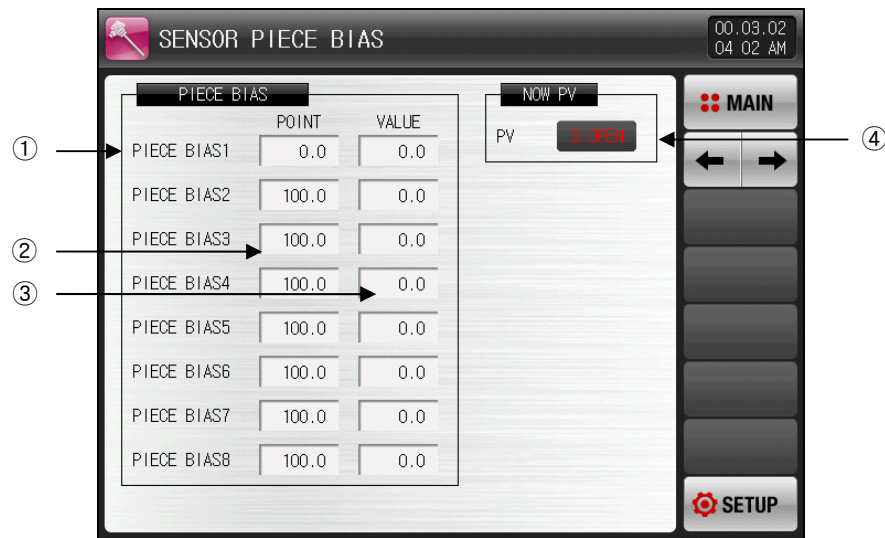 SENSOR PIECE BIAS
00.03.02
04 02 AM
PIECE BIAS
NOW PV
MAIN
POINT VALUE
① PIECE BIAS1 0.0 0.0
PV S.OPEN ④
PIECE BIAS2 100.0 0.0
② PIECE BIAS3 100.0 0.0
③ PIECE BIAS4 100.0 0.0
PIECE BIAS5 100.0 0.0
PIECE BIAS6 100.0 0.0
PIECE BIAS7 100.0 0.0
PIECE BIAS8 100.0 0.0
SETUP